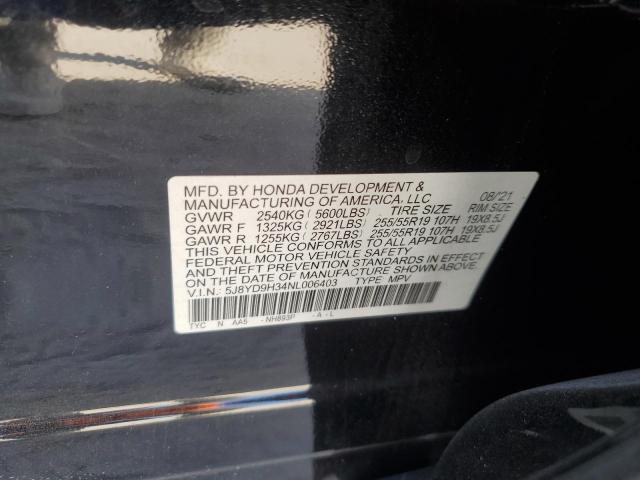 MFD. BY HONDA DEVELOPMENT & 08/'21
MANUFACTURING OF AMERICA, LLC
GVWR 2540KG (5600LBS) TIRE SIZE RIM SIZE
GAWR F 1325KG (2921LBS) 255/55R19 107H 19X8.5J
GAWR R 1255KG (2767LBS) 255/55R19 107H 19X8.5J
THIS VEHICLE CONFORMS TO ALL APPLICABLE
FEDERAL MOTOR VEHICLE SAFETY
AND THEFT PREVENTION STANDARDS IN EFFECT
ON THE DATE OF MANUFACTURE SHOWN ABOVE.
V.I.N.: 5J8YD9H34NL006403 TYPE MPV
TYC N AA5 - NH893P - A - L